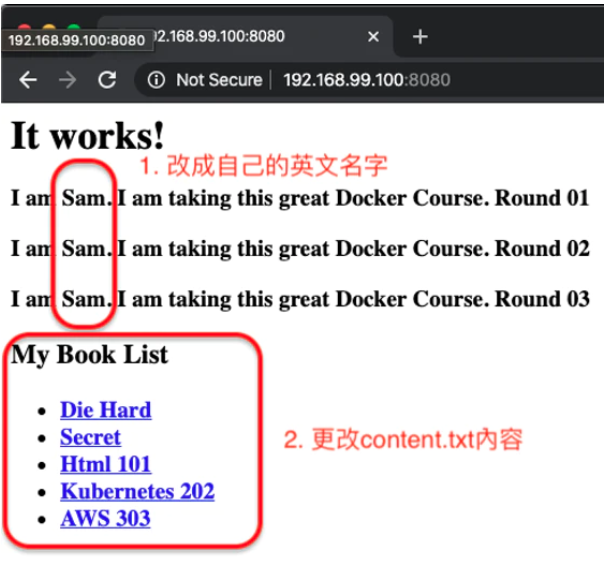 192.168.99.100:8080
92.168.99.100:8080
Not Secure 192.168.99.100:8080
It works!
1. 改成自己的英文名字
I am Sam. I am taking this great Docker Course. Round 01
I am Sam. I am taking this great Docker Course. Round 02
I am Sam. I am taking this great Docker Course. Round 03
My Book List
Die Hard
Secret
Html 101
Kubernetes 202
AWS 303
2. 更改content.txt內容